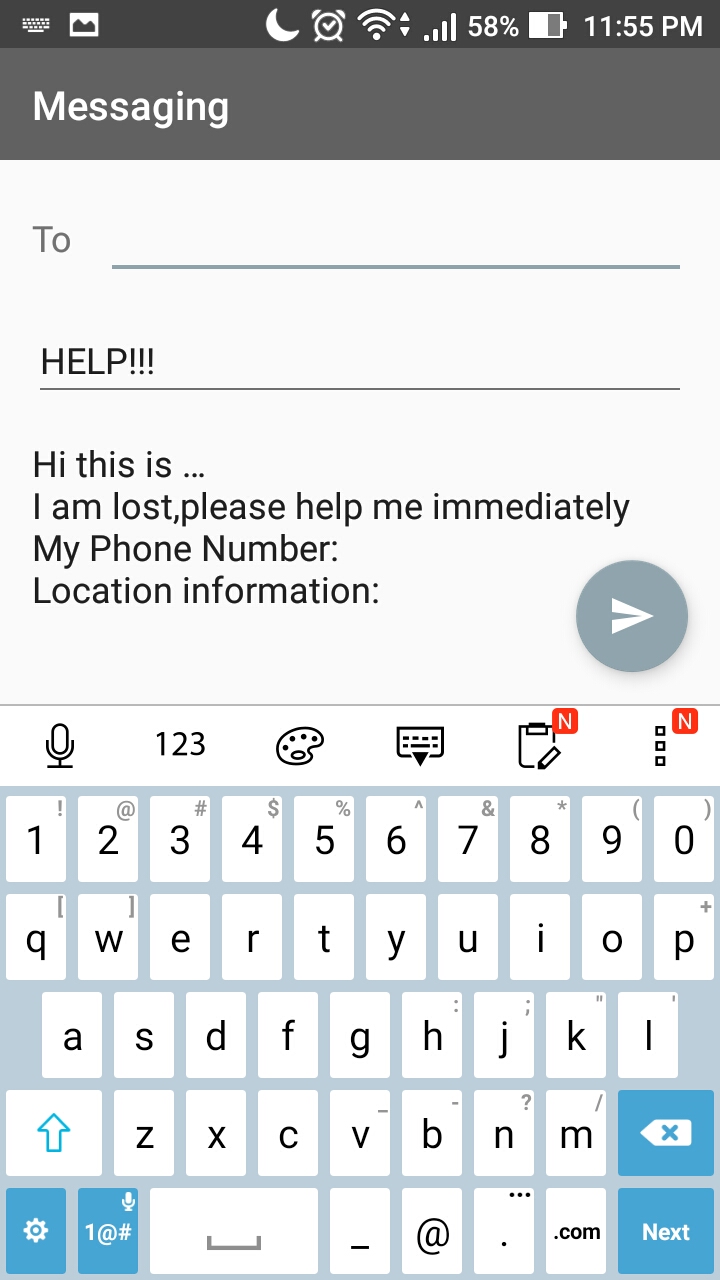 58% 11:55 PM
Messaging
To
HELP!!!
Hi this is ...
I am lost,please help me immediately
My Phone Number:
Location information:
123 N N
! @ # $ % ^ & * ( )
1 2 3 4 5 6 7 8 9 0
[ ] +
q w e r t y u i o p
: ; " '
a s d f g h j k l
_ - ? /
z x c v b n m
1@# _ @ . ... .com Next